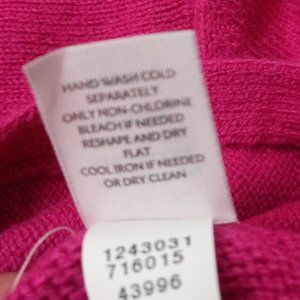 HAND WASH COLD
SEPARATELY
ONLY NON-CHLORINE
BLEACH IF NEEDED
RESHAPE AND DRY
FLAT
COOL IRON IF NEEDED
OR DRY CLEAN
1243031
716015
43996